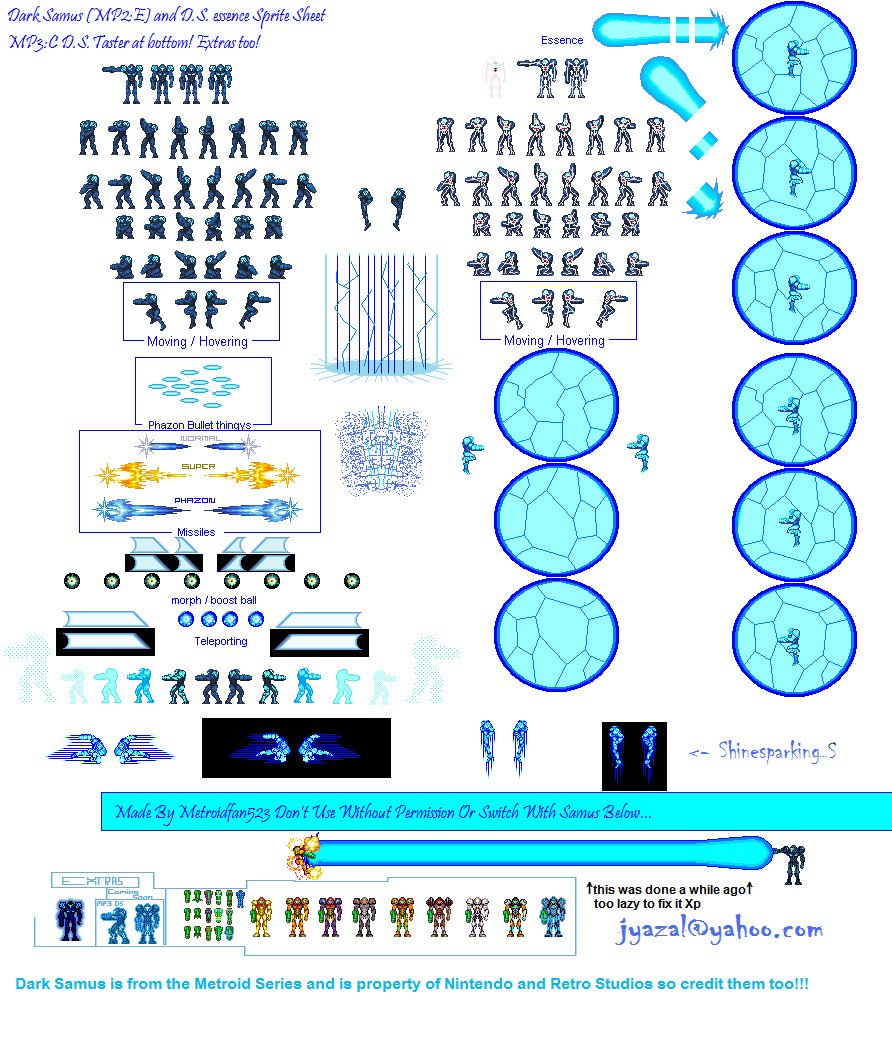 Dark Samus (MP2:E) and D.S. essence Sprite Sheet
MP3:C D.S. Taster at bottom! Extras too!
Essence
Moving / Hovering
Moving / Hovering
Phazon Bullet thingys
NORMAL
SUPER
PHAZON
Missiles
morph / boost ball
Teleporting
<- Shinesparking...S
Made By Metroidfan523 Don't Use Without Permission Or Switch With Samus Below...
EXTRAS
Coming
Soon
MP3 DS
↑this was done a while ago↑
too lazy to fix it Xp
jyazal@yahoo.com
Dark Samus is from the Metroid Series and is property of Nintendo and Retro Studios so credit them too!!!